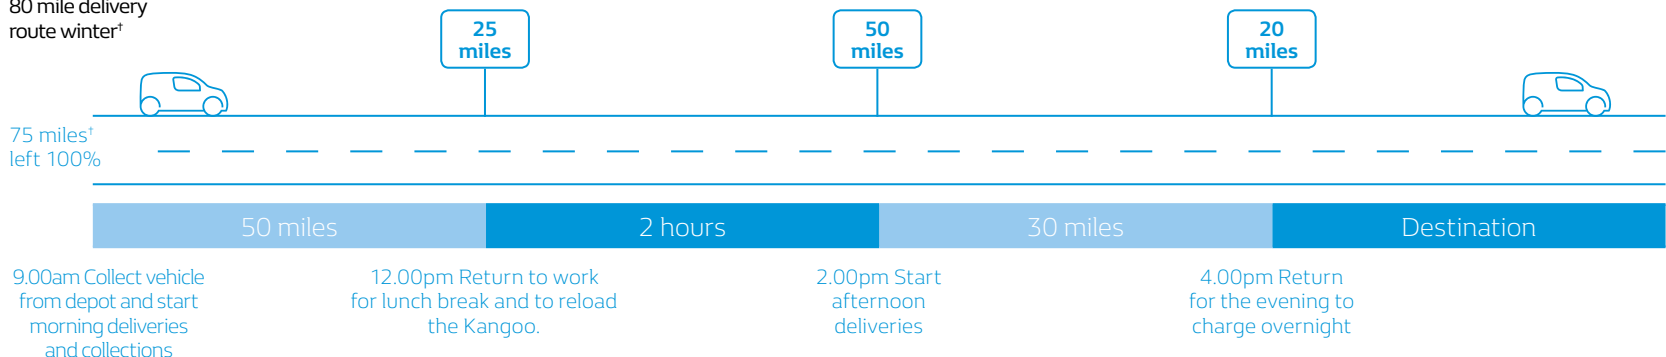 80 mile delivery
route winter†
25
miles
50
miles
20
miles
75 miles†
left 100%
50 miles
2 hours
30 miles
Destination
9.00am Collect vehicle
from depot and start
morning deliveries
and collections
12.00pm Return to work
for lunch break and to reload
the Kangoo.
2.00pm Start
afternoon
deliveries
4.00pm Return
for the evening to
charge overnight